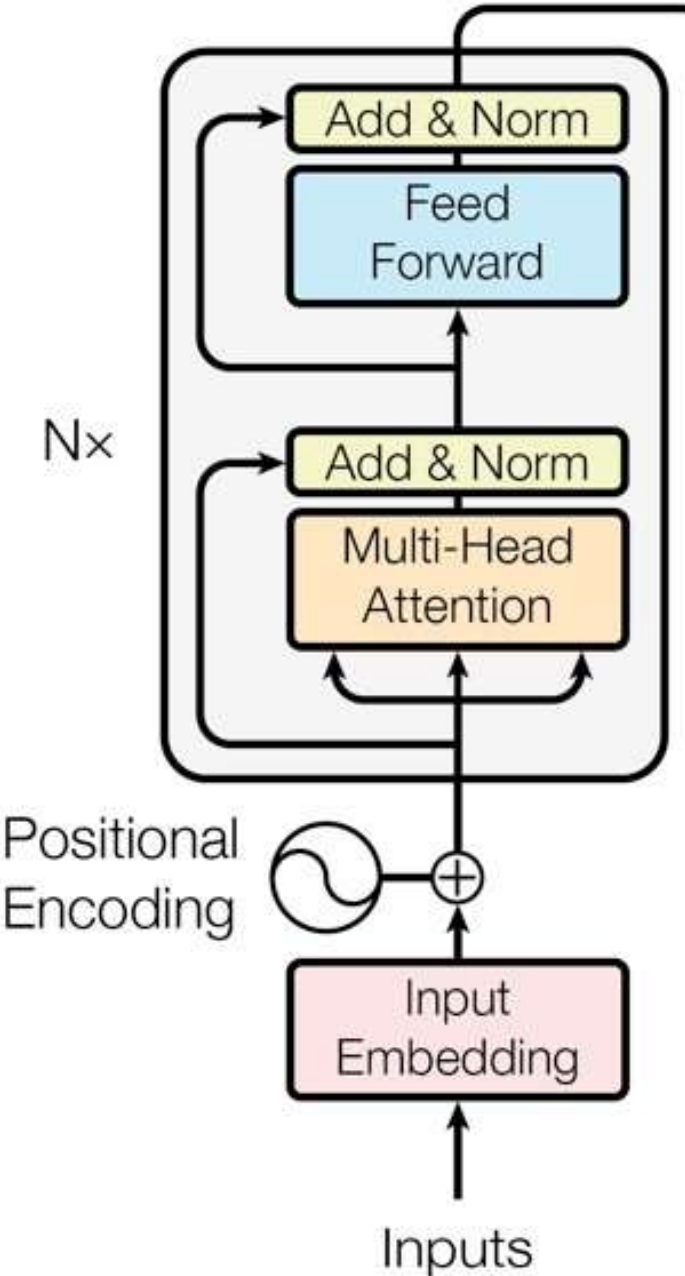 Add & Norm
Feed
Forward
N×
Add & Norm
Multi-Head
Attention
Positional
Encoding
Input
Embedding
Inputs